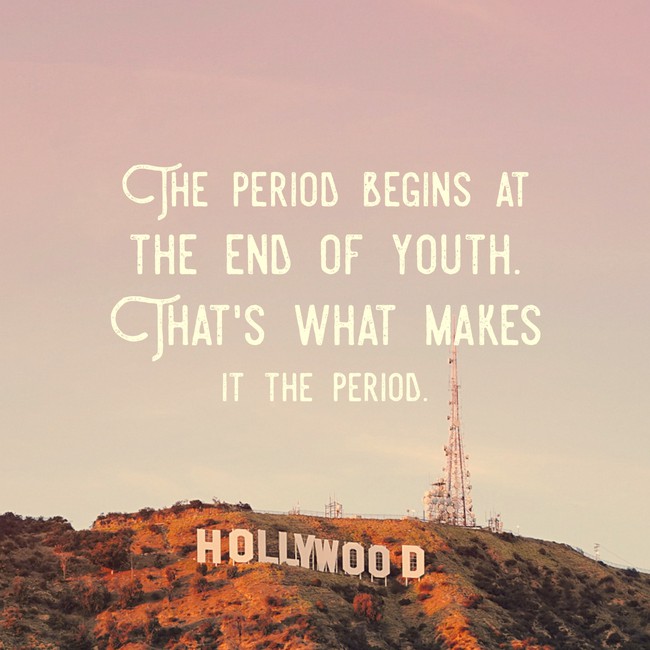 The period begins at
the end of youth.
That's what makes
it the period.
HOLLYWOOD